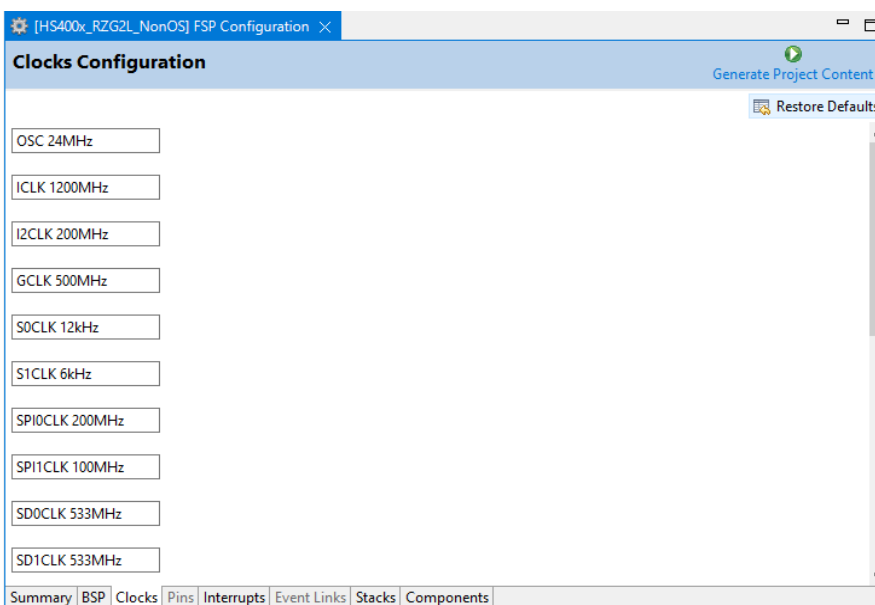 [HS400x_RZG2L_NonOS] FSP Configuration
Clocks Configuration
Generate Project Content
Restore Defaults
OSC 24MHz
ICLK 1200MHz
I2CLK 200MHz
GCLK 500MHz
S0CLK 12kHz
S1CLK 6kHz
SPI0CLK 200MHz
SPI1CLK 100MHz
SD0CLK 533MHz
SD1CLK 533MHz
Summary BSP Clocks Pins Interrupts Event Links Stacks Components